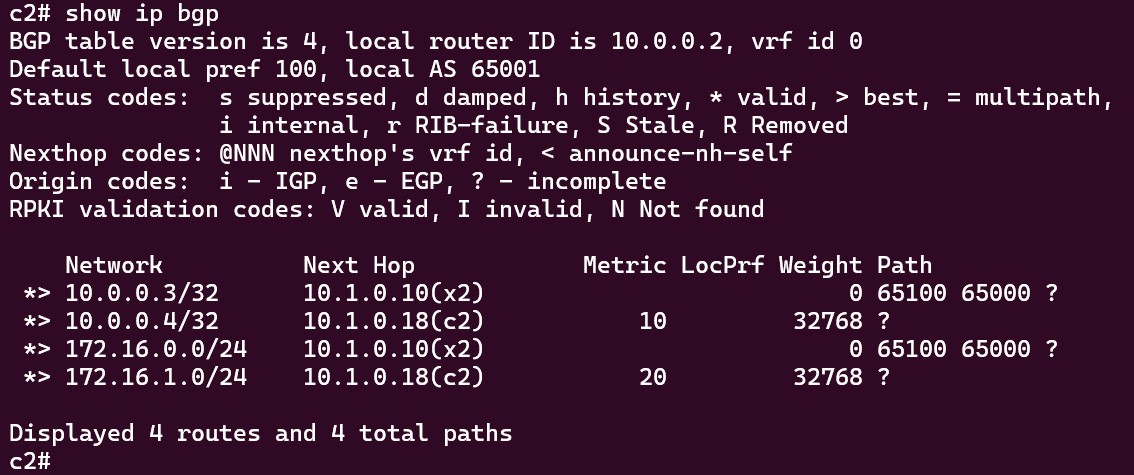 c2# show ip bgp
BGP table version is 4, local router ID is 10.0.0.2, vrf id 0
Default local pref 100, local AS 65001
Status codes:  s suppressed, d damped, h history, * valid, > best, = multipath,
               i internal, r RIB-failure, S Stale, R Removed
Nexthop codes: @NNN nexthop's vrf id, < announce-nh-self
Origin codes:  i - IGP, e - EGP, ? - incomplete
RPKI validation codes: V valid, I invalid, N Not found

    Network          Next Hop            Metric LocPrf Weight Path
 *> 10.0.0.3/32      10.1.0.10(x2)                          0 65100 65000 ?
 *> 10.0.0.4/32      10.1.0.18(c2)           10         32768 ?
 *> 172.16.0.0/24    10.1.0.10(x2)                          0 65100 65000 ?
 *> 172.16.1.0/24    10.1.0.18(c2)           20         32768 ?

Displayed 4 routes and 4 total paths
c2#